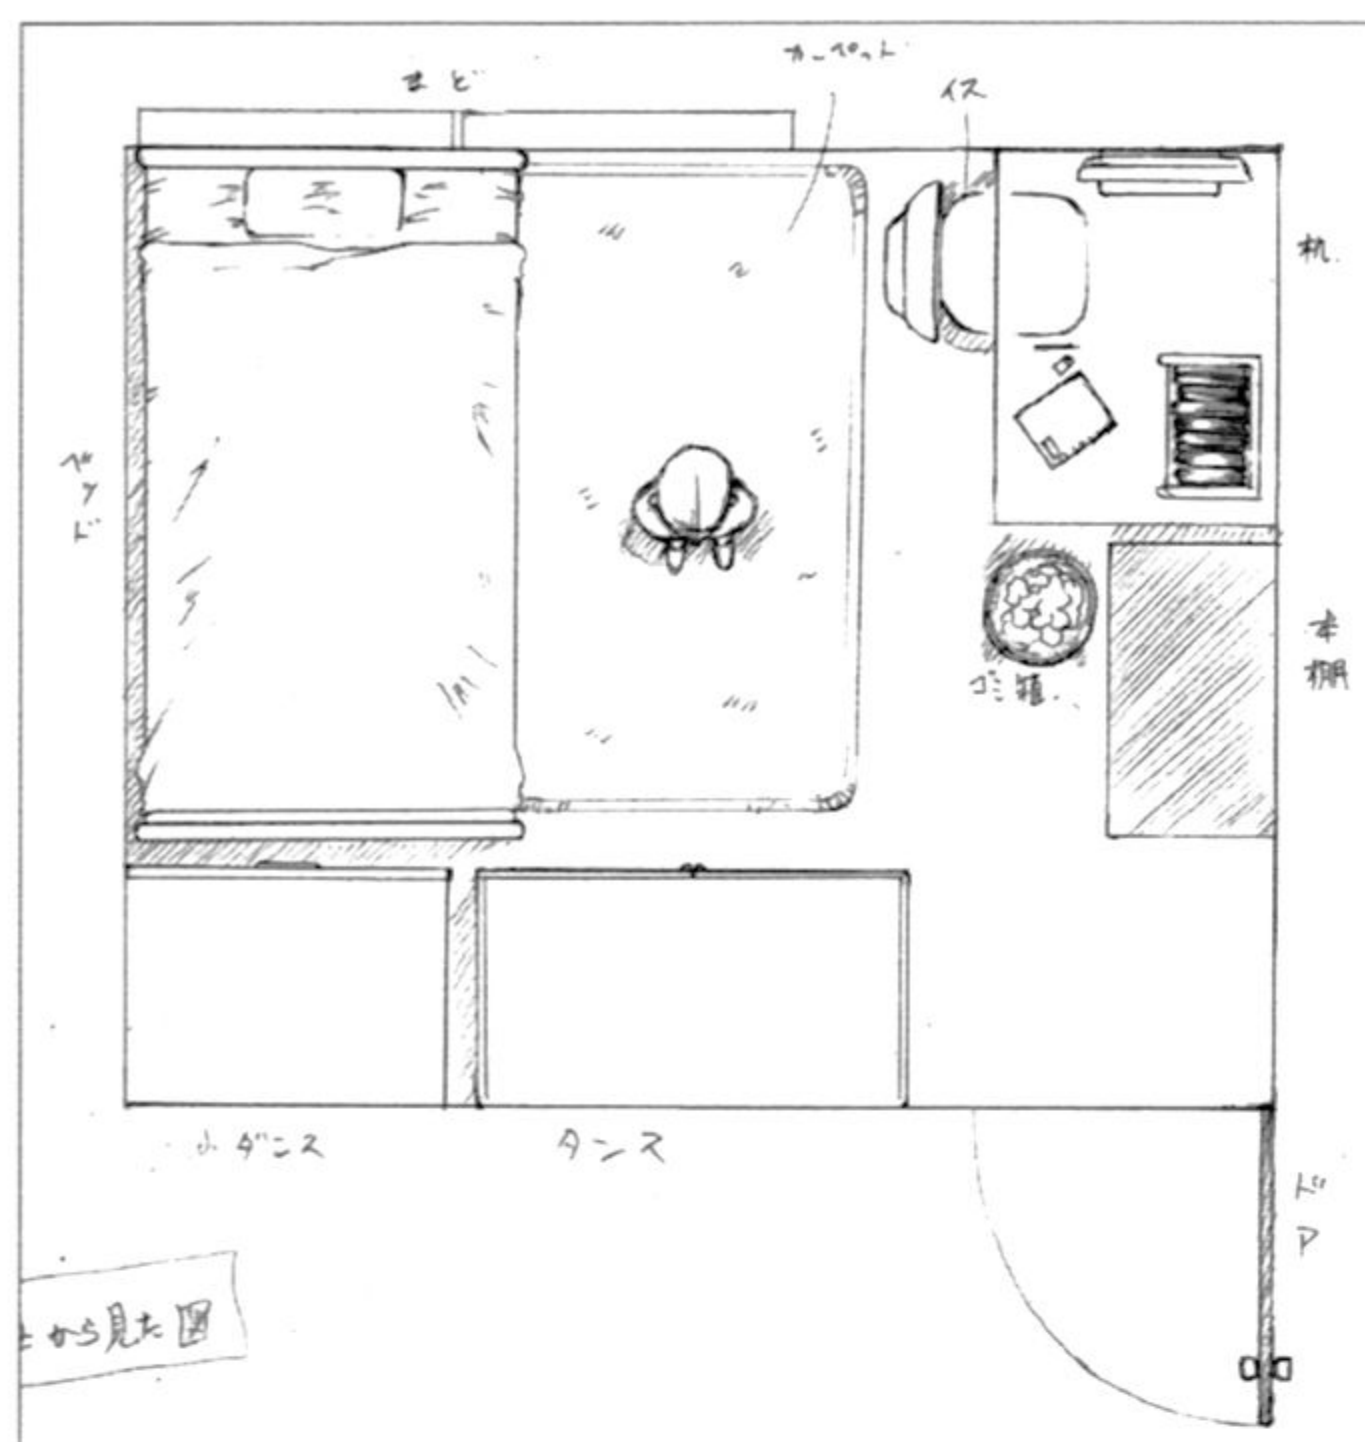 まど
カーペット
イス
机
ベッド
本棚
ゴミ箱
小ダンス
タンス
ドア
から見た図